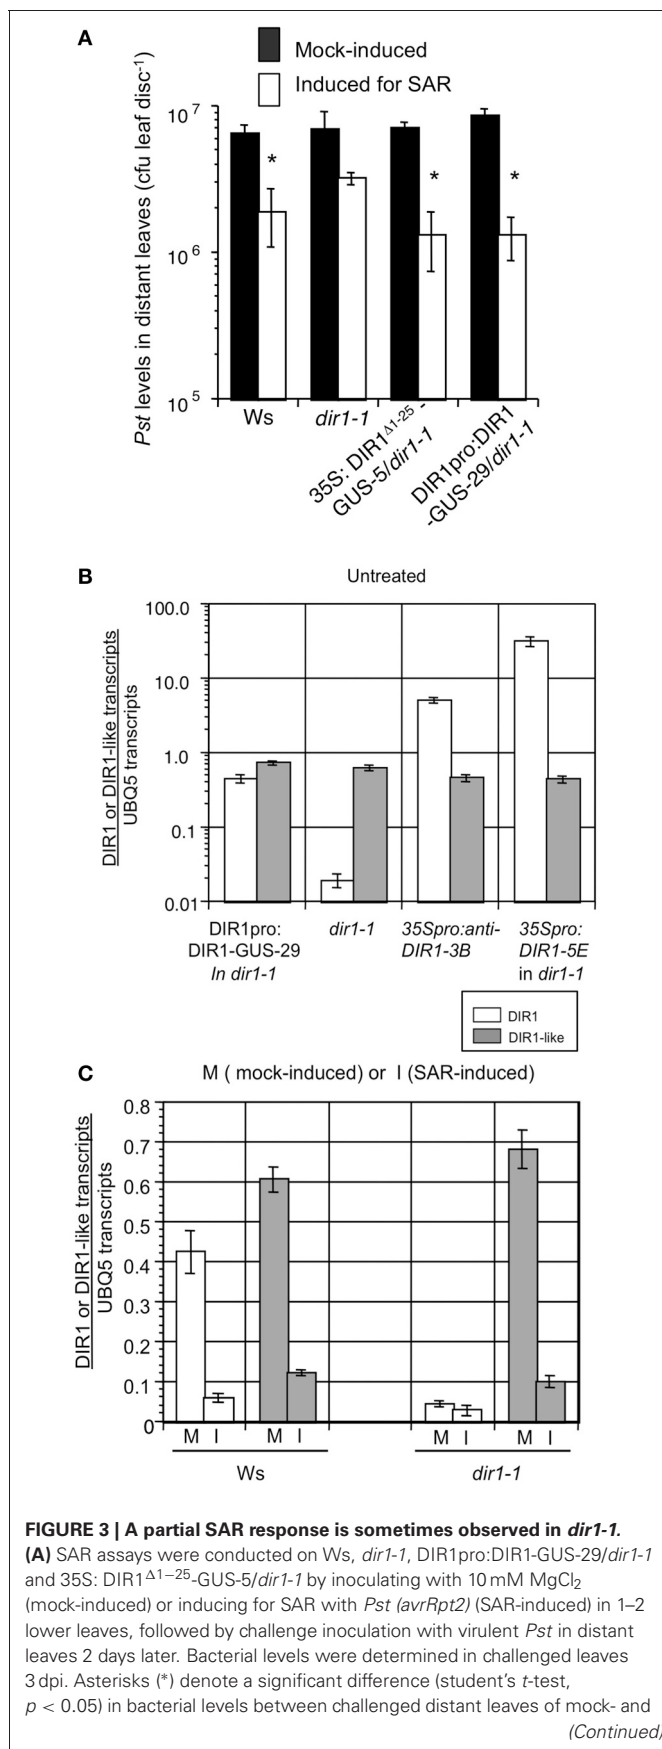 A
Mock-induced
Induced for SAR
Pst levels in distant leaves (cfu leaf disc⁻¹)
10⁷
10⁶
10⁵
*
*
*
Ws
dir1-1
35S: DIR1^Δ1-25 -
GUS-5/dir1-1
DIR1pro:DIR1
-GUS-29/dir1-1
B
Untreated
DIR1 or DIR1-like transcripts
UBQ5 transcripts
100.0
10.0
1.0
0.1
0.01
DIR1pro:
DIR1-GUS-29
In dir1-1
dir1-1
35Spro:anti-
DIR1-3B
35Spro:
DIR1-5E
in dir1-1
DIR1
DIR1-like
C
M ( mock-induced) or I (SAR-induced)
DIR1 or DIR1-like transcripts
UBQ5 transcripts
0.8
0.7
0.6
0.5
0.4
0.3
0.2
0.1
0
M I M I M I M I
Ws
dir1-1
FIGURE 3 | A partial SAR response is sometimes observed in dir1-1.
(A) SAR assays were conducted on Ws, dir1-1, DIR1pro:DIR1-GUS-29/dir1-1
and 35S: DIR1^Δ1−25-GUS-5/dir1-1 by inoculating with 10 mM MgCl₂
(mock-induced) or inducing for SAR with Pst (avrRpt2) (SAR-induced) in 1–2
lower leaves, followed by challenge inoculation with virulent Pst in distant
leaves 2 days later. Bacterial levels were determined in challenged leaves
3 dpi. Asterisks (*) denote a significant difference (student's t-test,
p < 0.05) in bacterial levels between challenged distant leaves of mock- and
(Continued)